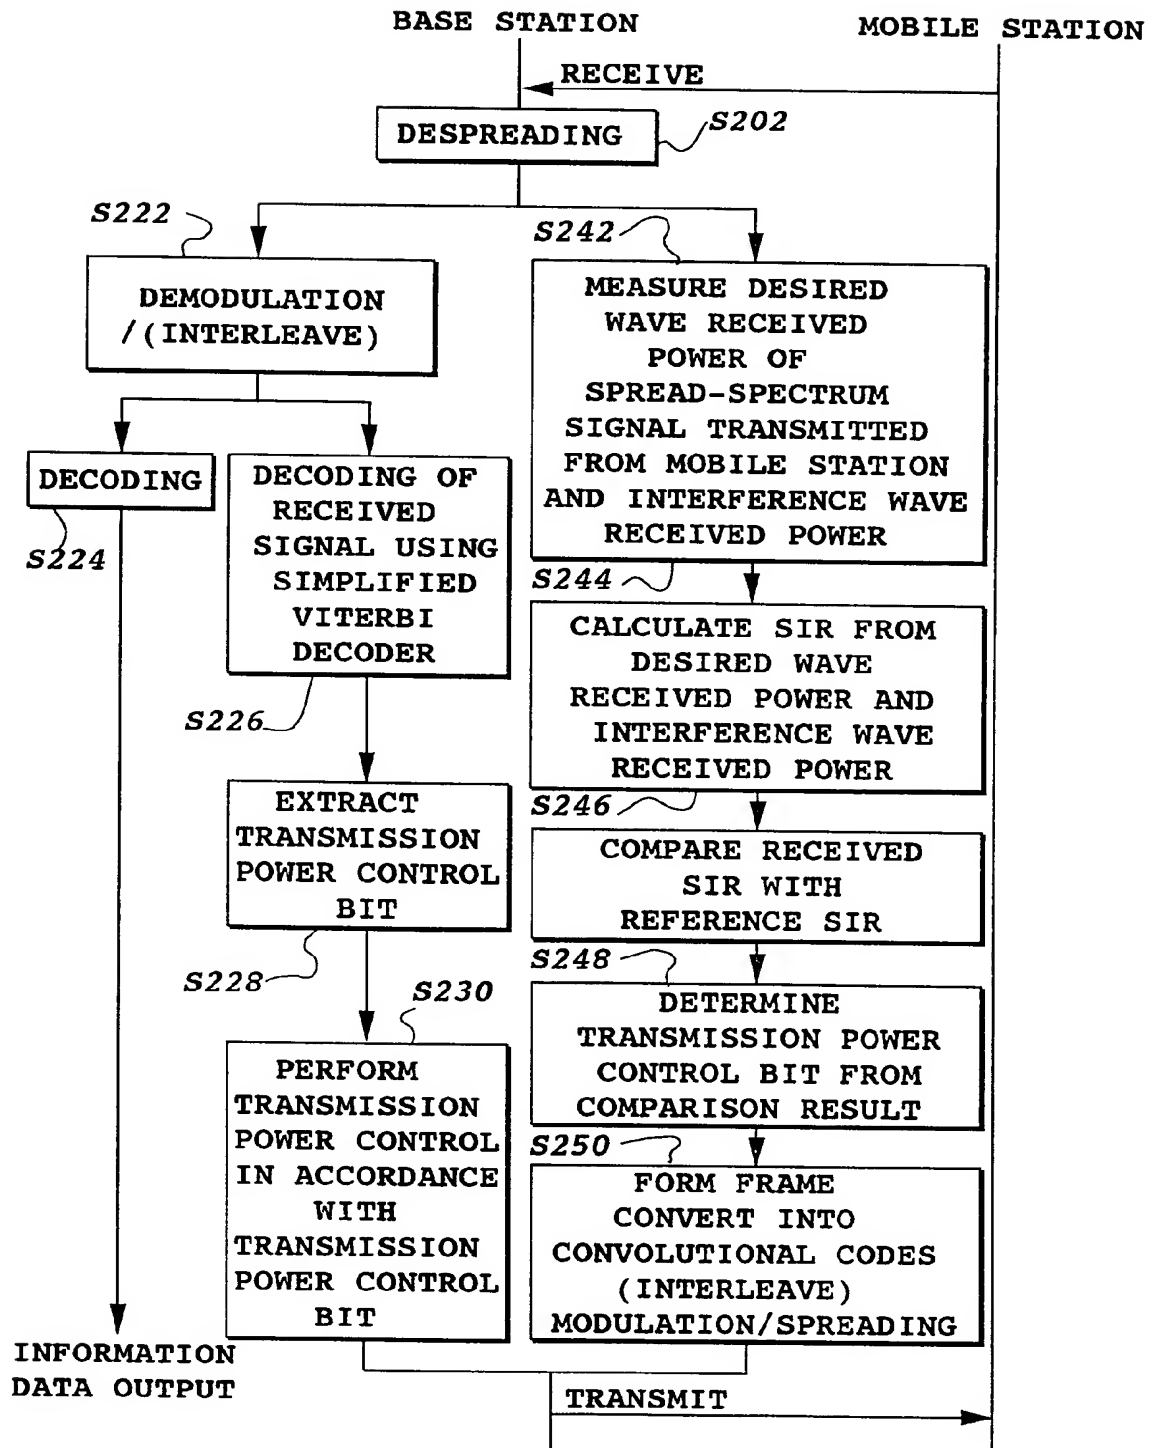 BASE STATION
MOBILE STATION
RECEIVE
DESPREADING
S202
S222
DEMODULATION
/(INTERLEAVE)
DECODING
S224
DECODING OF
RECEIVED
SIGNAL USING
SIMPLIFIED
VITERBI
DECODER
S226
EXTRACT
TRANSMISSION
POWER CONTROL
BIT
S228
S230
PERFORM
TRANSMISSION
POWER CONTROL
IN ACCORDANCE
WITH
TRANSMISSION
POWER CONTROL
BIT
INFORMATION
DATA OUTPUT
S242
MEASURE DESIRED
WAVE RECEIVED
POWER OF
SPREAD-SPECTRUM
SIGNAL TRANSMITTED
FROM MOBILE STATION
AND INTERFERENCE WAVE
RECEIVED POWER
S244
CALCULATE SIR FROM
DESIRED WAVE
RECEIVED POWER AND
INTERFERENCE WAVE
RECEIVED POWER
S246
COMPARE RECEIVED
SIR WITH
REFERENCE SIR
S248
DETERMINE
TRANSMISSION POWER
CONTROL BIT FROM
COMPARISON RESULT
S250
FORM FRAME
CONVERT INTO
CONVOLUTIONAL CODES
(INTERLEAVE)
MODULATION/SPREADING
TRANSMIT